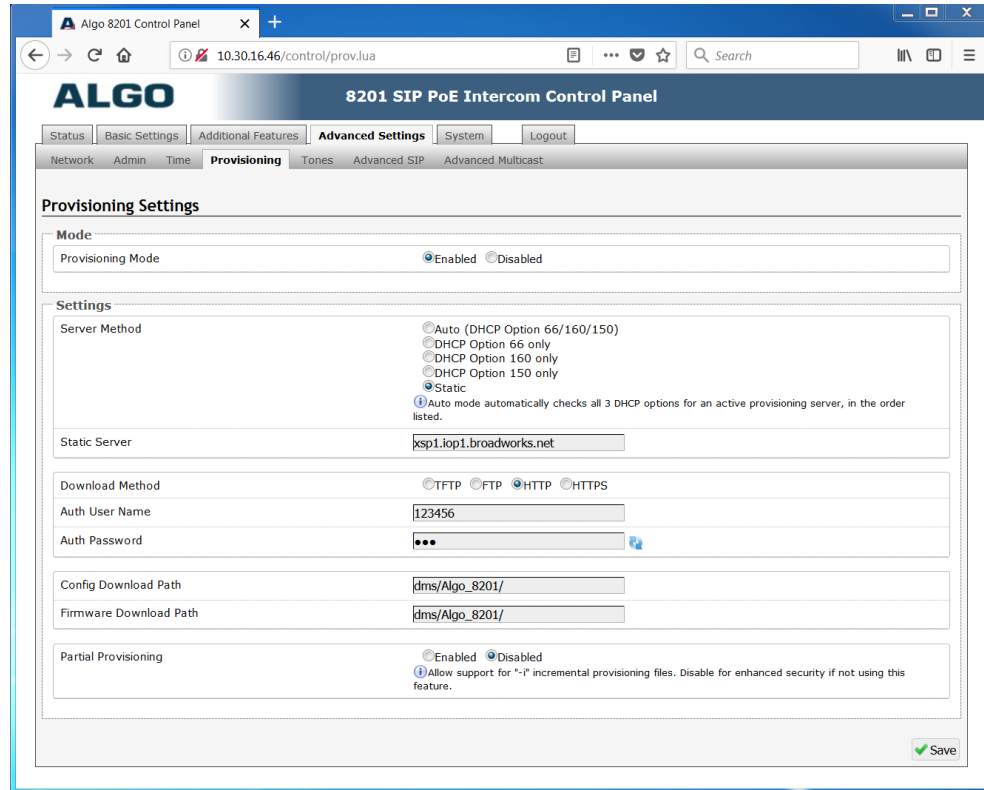 Algo 8201 Control Panel
10.30.16.46/control/prov.lua
Search
ALGO
8201 SIP PoE Intercom Control Panel
Status Basic Settings Additional Features Advanced Settings System Logout
Network Admin Time Provisioning Tones Advanced SIP Advanced Multicast
Provisioning Settings
Mode
Provisioning Mode Enabled Disabled
Settings
Server Method Auto (DHCP Option 66/160/150)
DHCP Option 66 only
DHCP Option 160 only
DHCP Option 150 only
Static
Auto mode automatically checks all 3 DHCP options for an active provisioning server, in the order
listed.
Static Server xsp1.iop1.broadworks.net
Download Method TFTP FTP HTTP HTTPS
Auth User Name 123456
Auth Password •••
Config Download Path dms/Algo_8201/
Firmware Download Path dms/Algo_8201/
Partial Provisioning Enabled Disabled
Allow support for "-i" incremental provisioning files. Disable for enhanced security if not using this
feature.
Save